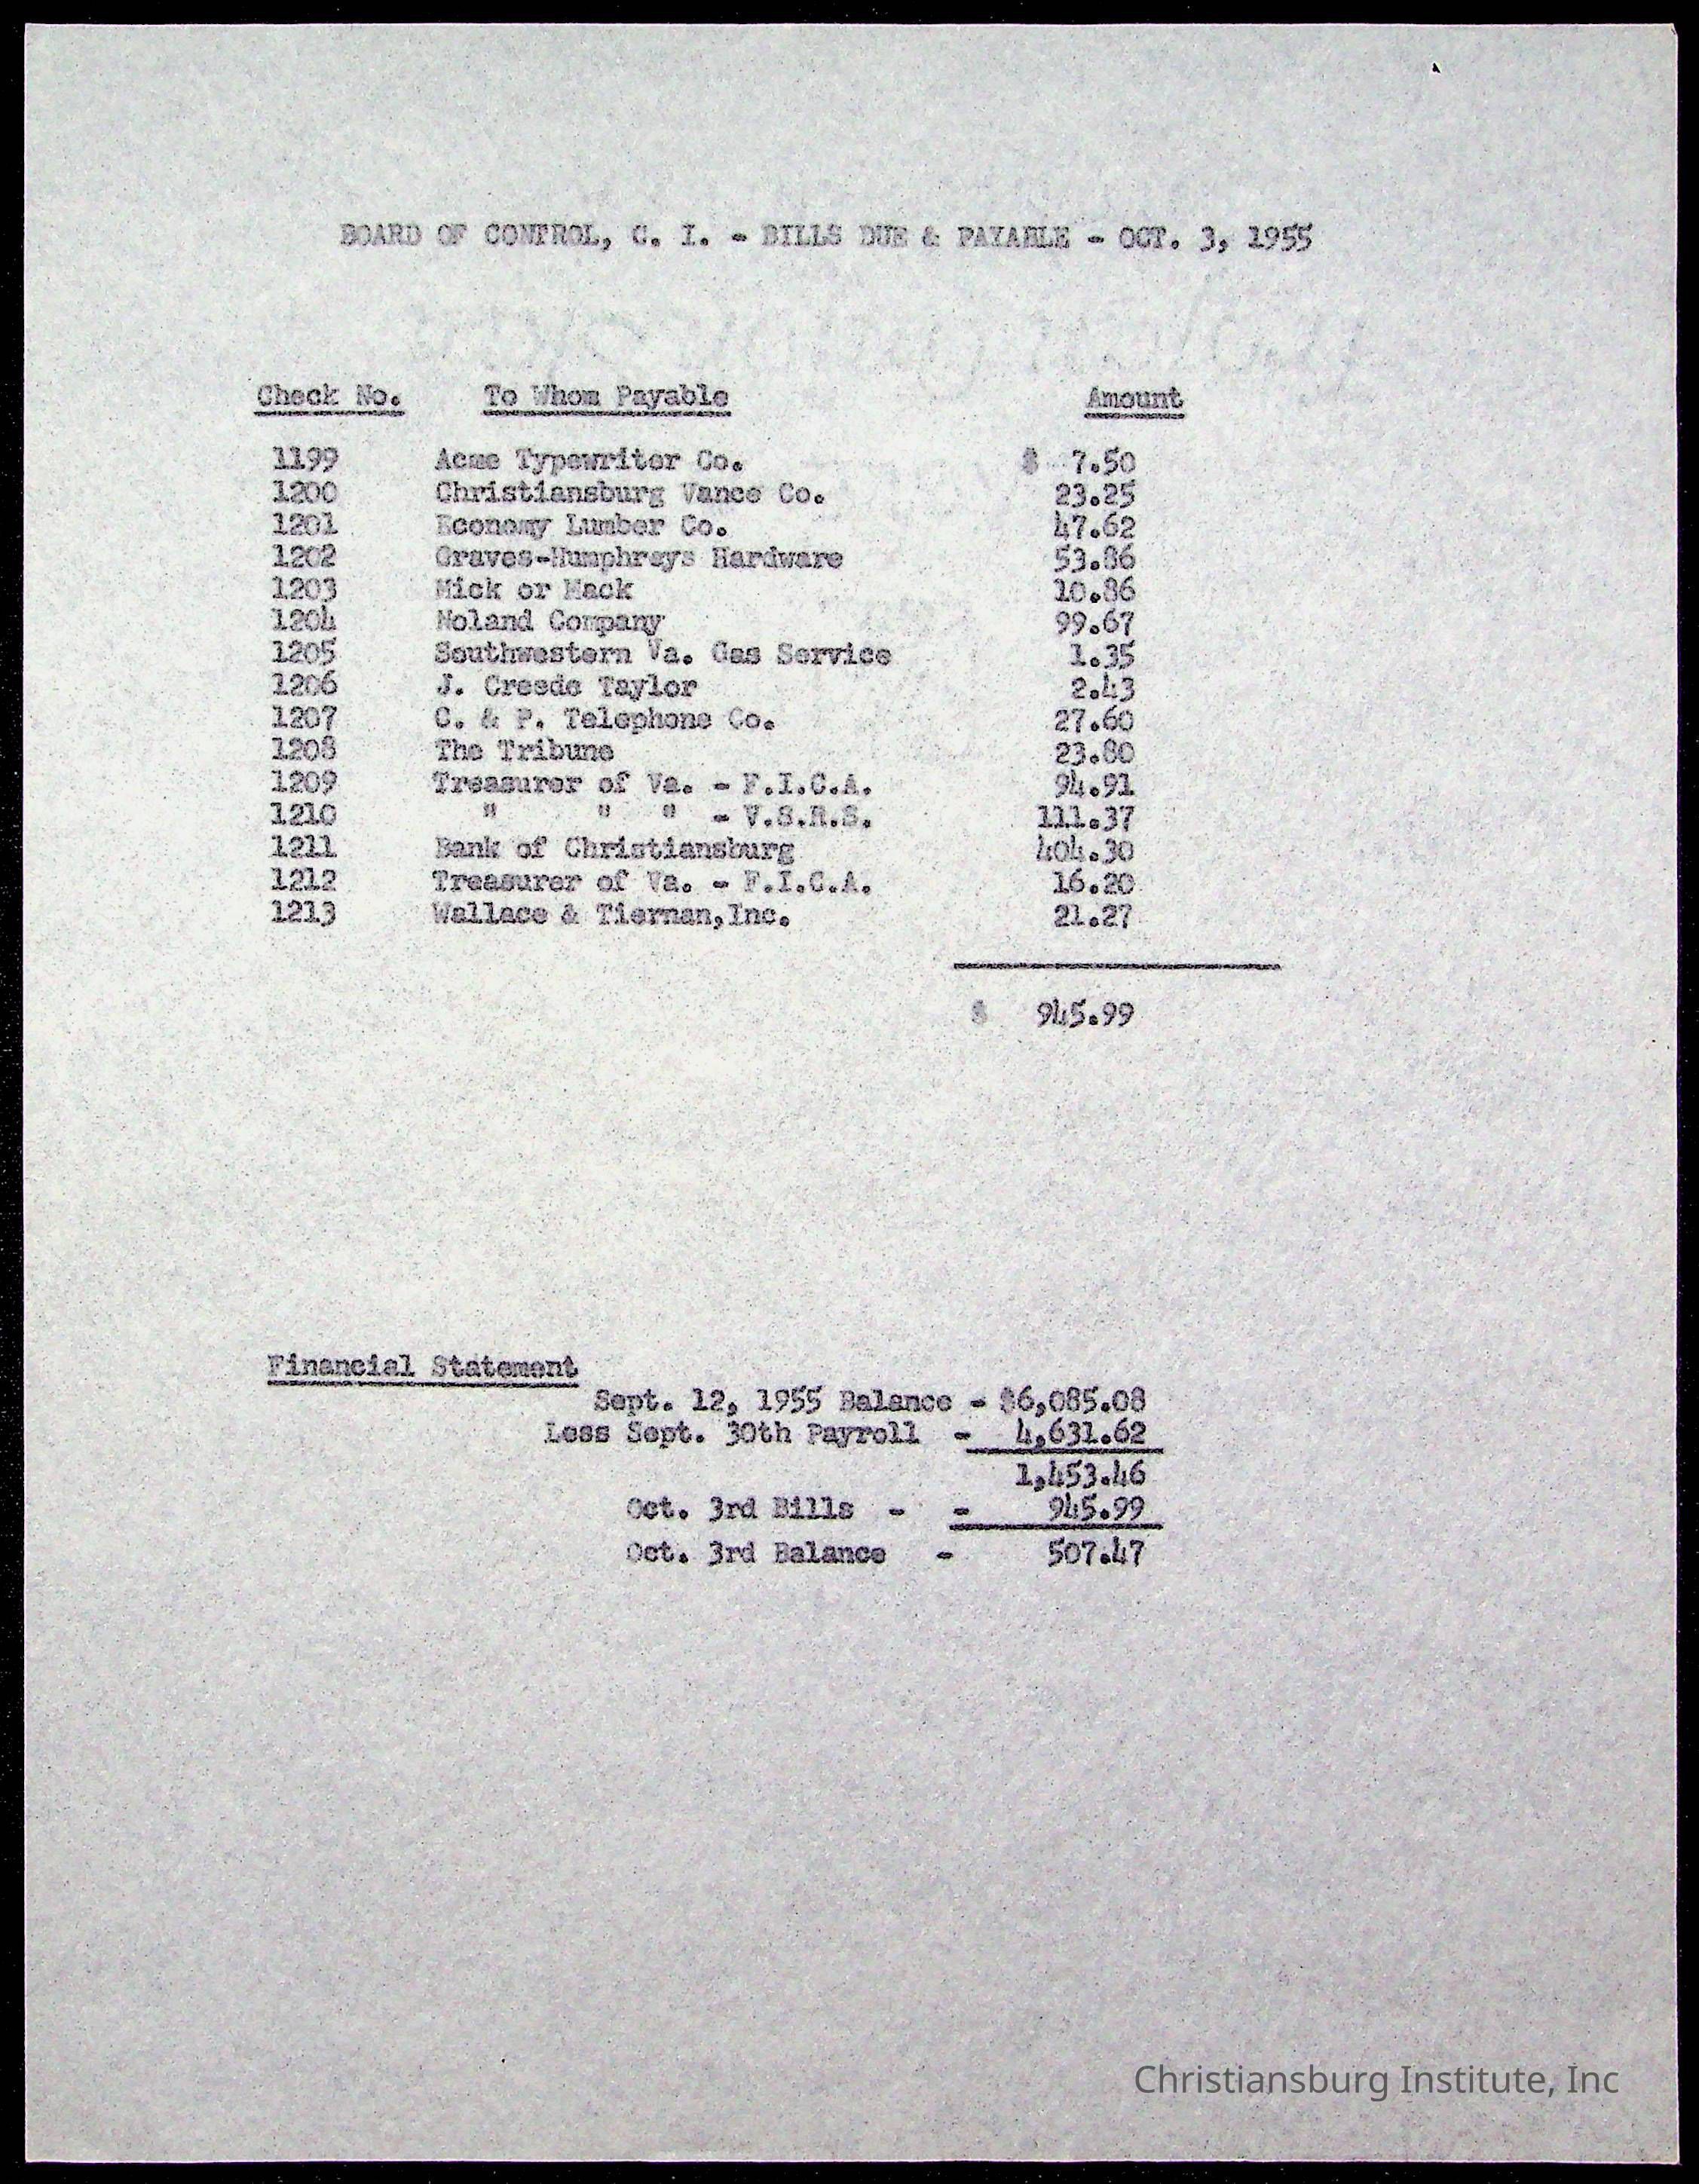 BOARD OF CONTROL, C. I. - BILLS DUE & PAYABLE - OCT. 3, 1955
Check No. To Whom Payable Amount
1199 Acme Typewriter Co. $ 7.50
1200 Christiansburg Vance Co. 23.25
1201 Economy Lumber Co. 47.62
1202 Graves-Humphreys Hardware 53.86
1203 Mick or Mack 10.86
1204 Noland Company 99.67
1205 Southwestern Va. Gas Service 1.35
1206 J. Creede Taylor 2.43
1207 C. & P. Telephone Co. 27.60
1208 The Tribune 23.80
1209 Treasurer of Va. - F.I.C.A. 94.91
1210 " " " - V.S.R.S. 111.37
1211 Bank of Christiansburg 404.30
1212 Treasurer of Va. - F.I.C.A. 16.20
1213 Wallace & Tiernan,Inc. 21.27
$ 945.99
Financial Statement
Sept. 12, 1955 Balance - $6,085.08
Less Sept. 30th Payroll - 4,631.62
1,453.46
Oct. 3rd Bills - - 945.99
Oct. 3rd Balance - 507.47
Christiansburg Institute, Inc